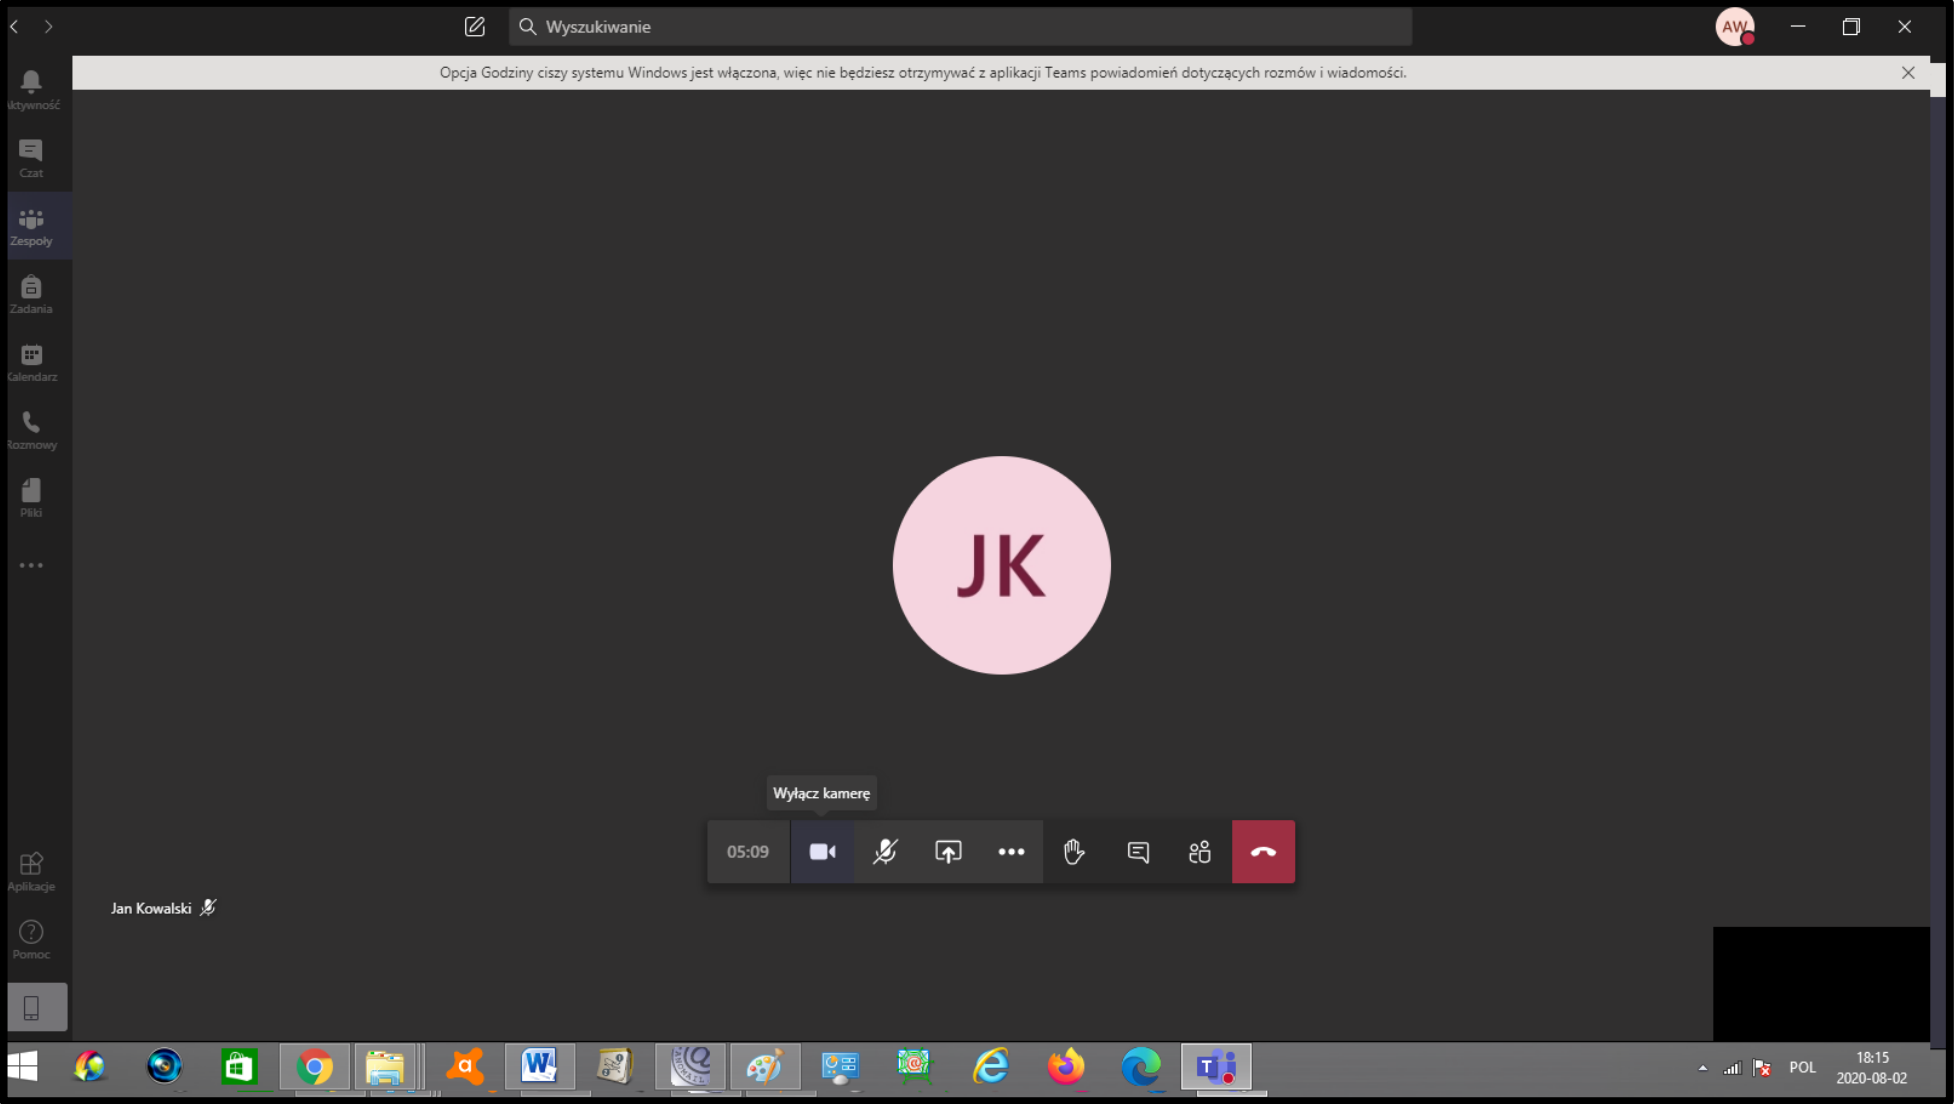 Wyszukiwanie
AW
Opcja Godziny ciszy systemu Windows jest włączona, więc nie będziesz otrzymywać z aplikacji Teams powiadomień dotyczących rozmów i wiadomości.
Aktywność
Czat
Zespoły
Zadania
Kalendarz
Rozmowy
Pliki
JK
Wyłącz kamerę
05:09
Jan Kowalski
Aplikacje
Pomoc
POL
18:15
2020-08-02